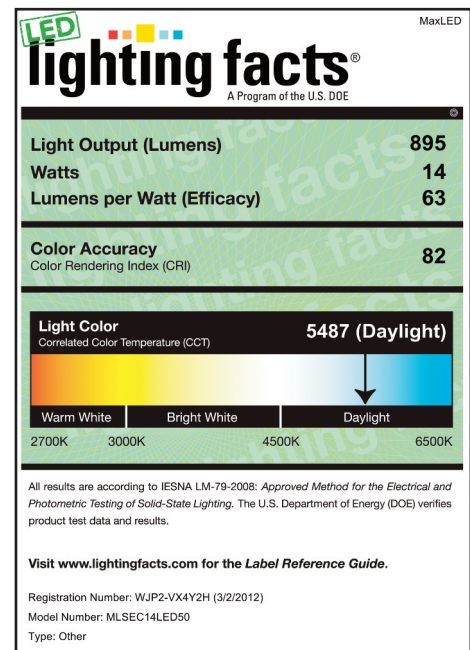 MaxLED
LED
lighting facts®
A Program of the U.S. DOE
Light Output (Lumens) 895
Watts 14
Lumens per Watt (Efficacy) 63
Color Accuracy
Color Rendering Index (CRI) 82
Light Color
Correlated Color Temperature (CCT) 5487 (Daylight)
Warm White Bright White Daylight
2700K 3000K 4500K 6500K
All results are according to IESNA LM-79-2008: Approved Method for the Electrical and
Photometric Testing of Solid-State Lighting. The U.S. Department of Energy (DOE) verifies
product test data and results.
Visit www.lightingfacts.com for the Label Reference Guide.
Registration Number: WJP2-VX4Y2H (3/2/2012)
Model Number: MLSEC14LED50
Type: Other